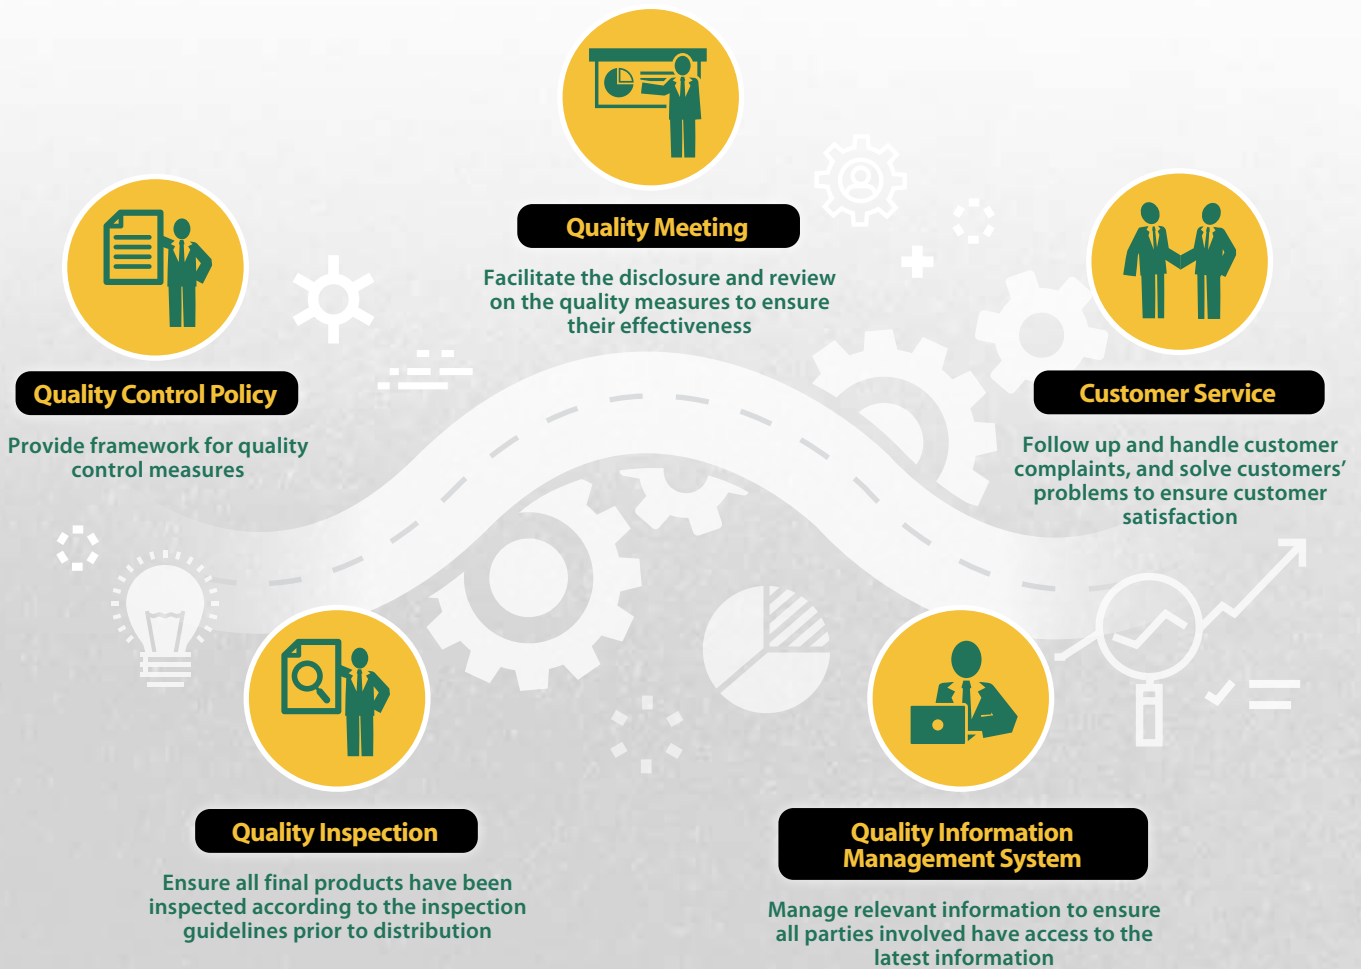 Quality Control Policy
Provide framework for quality
control measures
Quality Inspection
Ensure all final products have been
inspected according to the inspection
guidelines prior to distribution
Quality Meeting
Facilitate the disclosure and review
on the quality measures to ensure
their effectiveness
Quality Information
Management System
Manage relevant information to ensure
all parties involved have access to the
latest information
Customer Service
Follow up and handle customer
complaints, and solve customers’
problems to ensure customer
satisfaction